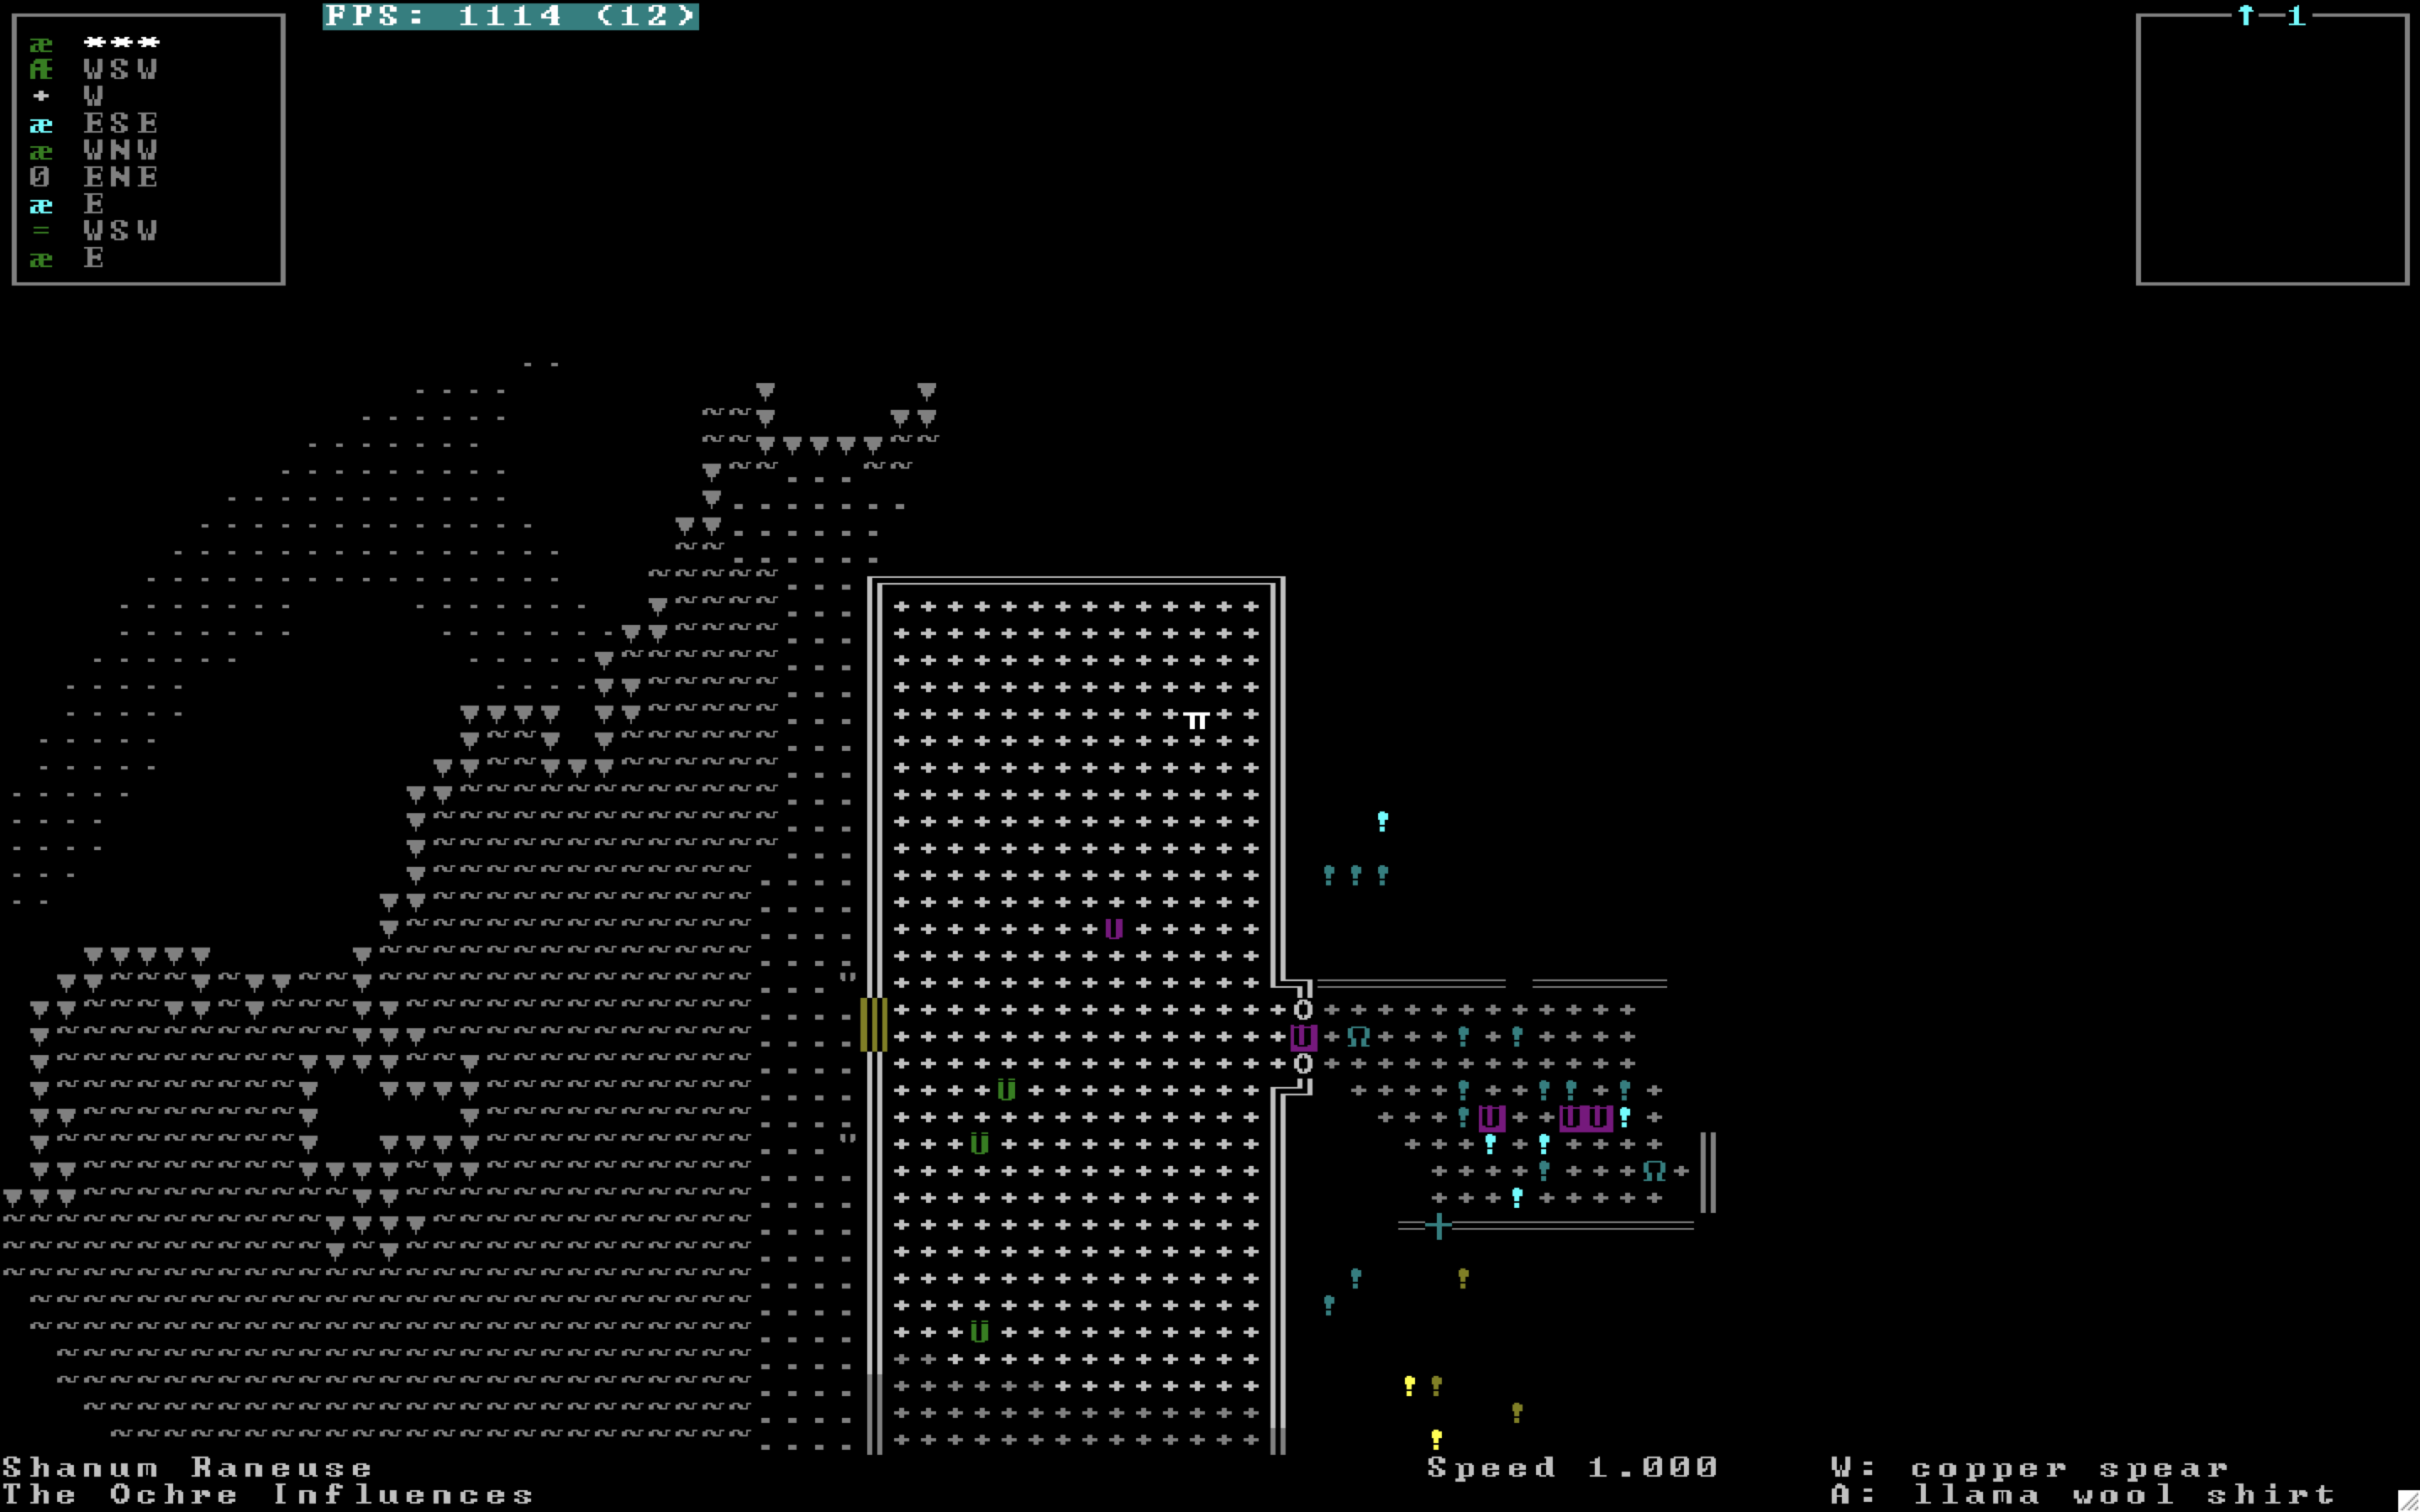 FPS: 1114 (12)
↑ 1
æ ***
Æ WSW
+ W
æ ESE
æ WNW
0 ENE
æ E
= WSW
æ E
Shanum Raneuse
The Ochre Influences
Speed 1.000
W: copper spear
A: llama wool shirt